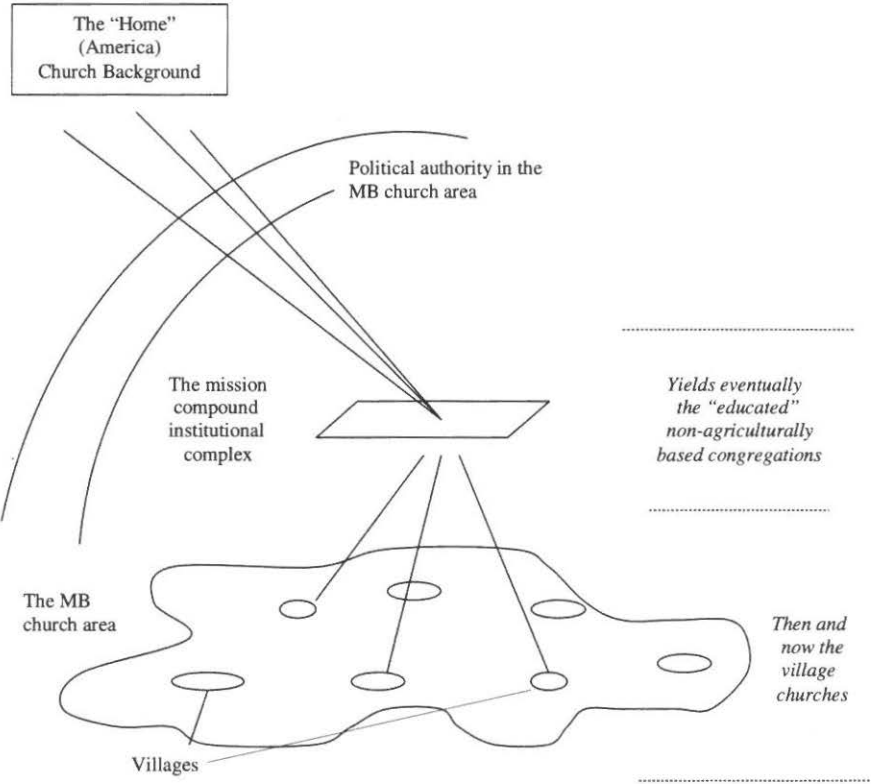 The “Home”
(America)
Church Background
Political authority in the
MB church area
The mission
compound
institutional
complex
Yields eventually
the “educated”
non-agriculturally
based congregations
The MB
church area
Then and
now the
village
churches
Villages